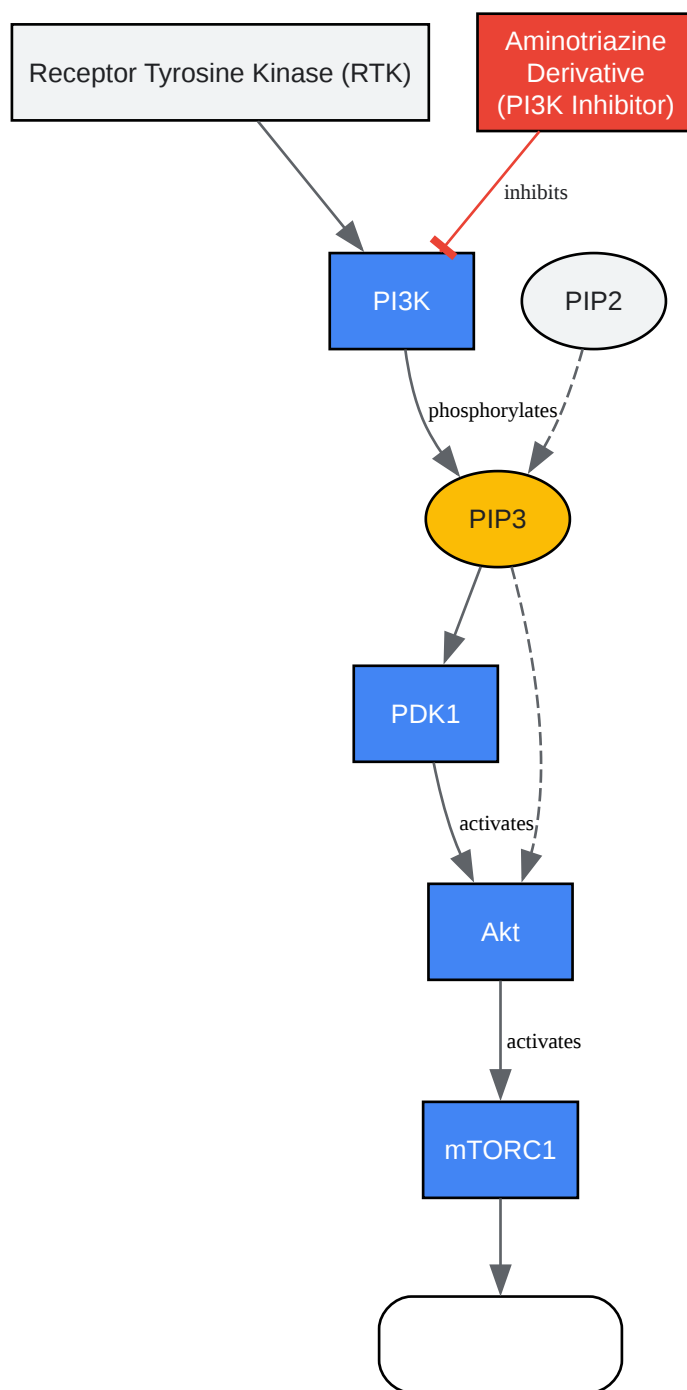 Receptor Tyrosine Kinase (RTK)
Aminotriazine
Derivative
(PI3K Inhibitor)
inhibits
PI3K
PIP2
phosphorylates
PIP3
PDK1
activates
Akt
activates
mTORC1